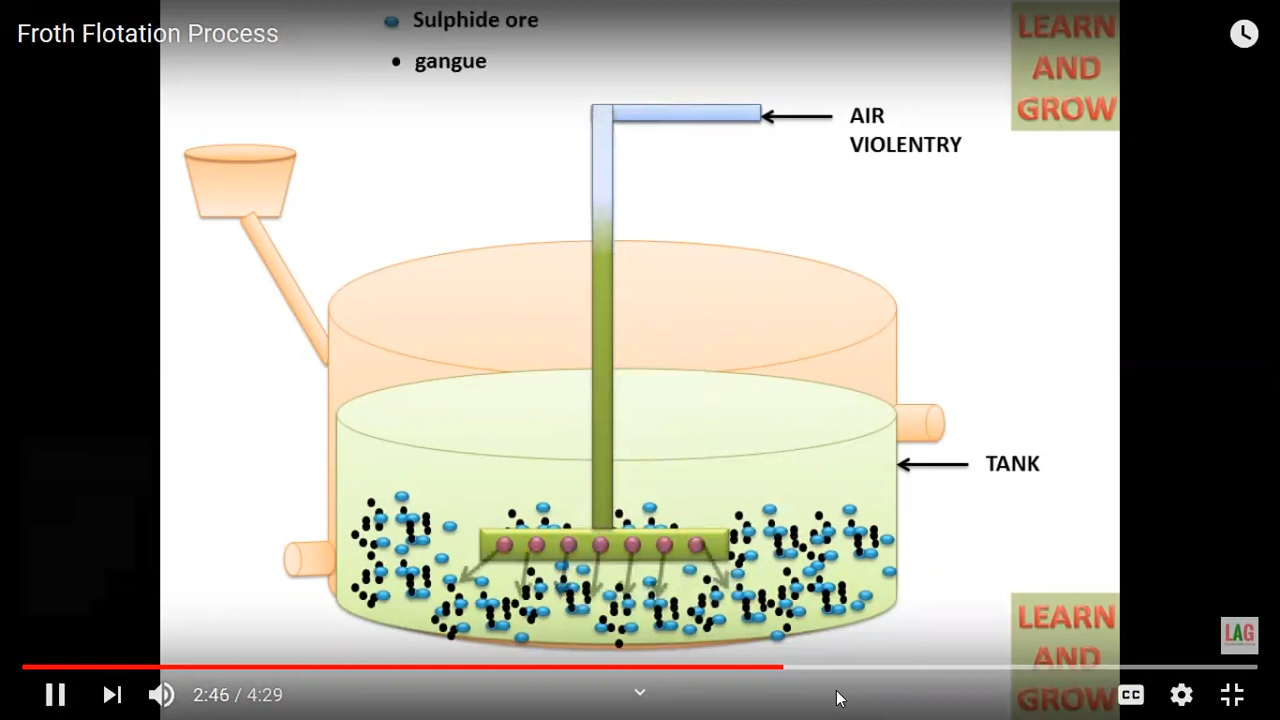 Froth Flotation Process
Sulphide ore
gangue
LEARN
AND
GROW
AIR
VIOLENTRY
TANK
LEARN
AND
GROW
LAG
2:46 / 4:29
CC